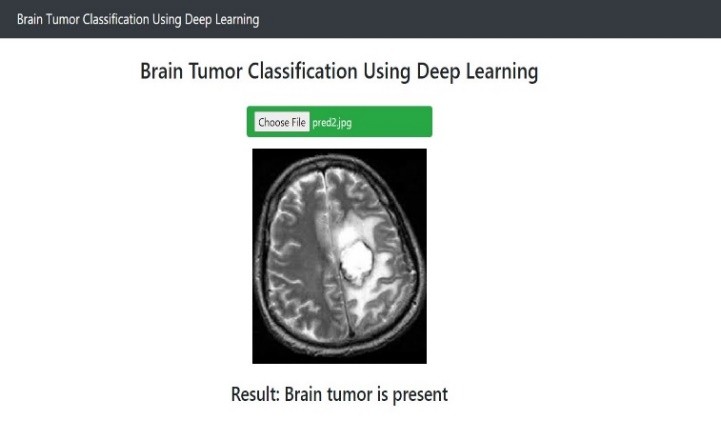 Brain Tumor Classification Using Deep Learning
Brain Tumor Classification Using Deep Learning
Choose File pred2.jpg
Result: Brain tumor is present